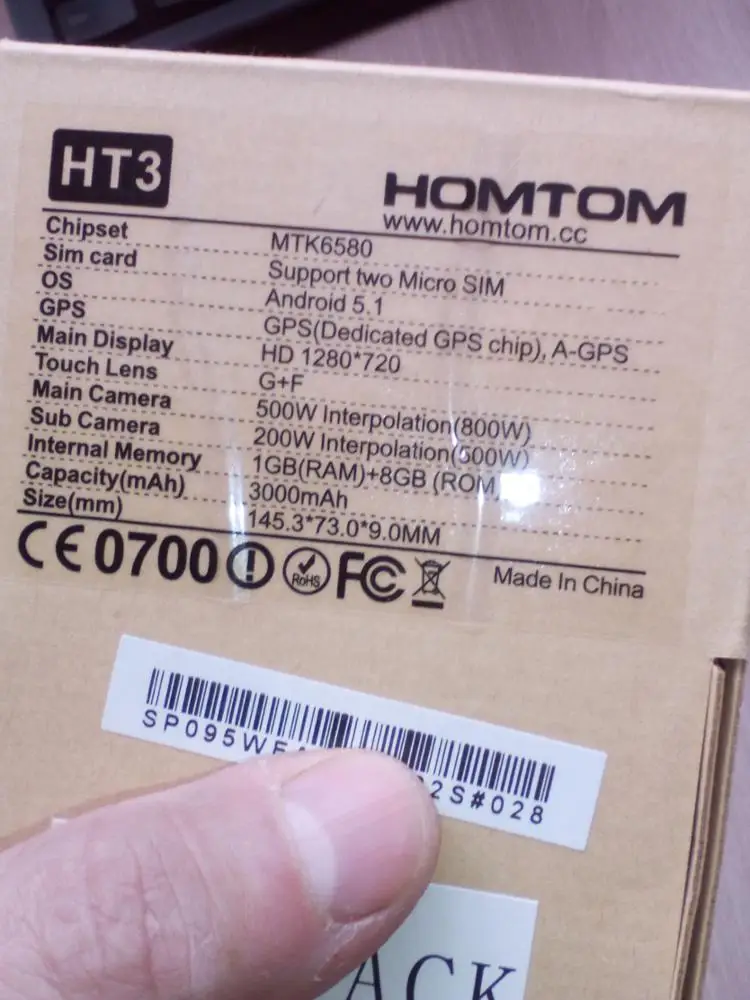 HT3
HOMTOM
www.homtom.cc
Chipset MTK6580
Sim card Support two Micro SIM
OS Android 5.1
GPS GPS(Dedicated GPS chip), A-GPS
Main Display HD 1280*720
Touch Lens G+F
Main Camera 500W Interpolation(800W)
Sub Camera 200W Interpolation(500W)
Internal Memory 1GB(RAM)+8GB (ROM
Capacity(mAh) 3000mAh
Size(mm) 145.3*73.0*9.0MM
CE0700 RoHS FC Made In China
SP095WF 2S#028
ACK